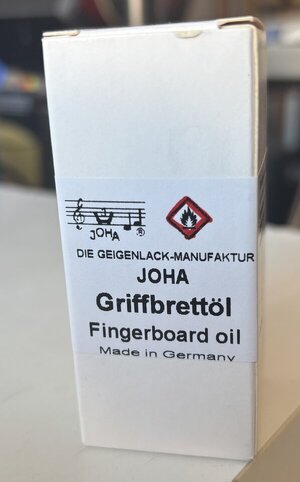 JOHA ®
DIE GEIGENLACK-MANUFAKTUR
JOHA
Griffbrettöl
Fingerboard oil
Made in Germany